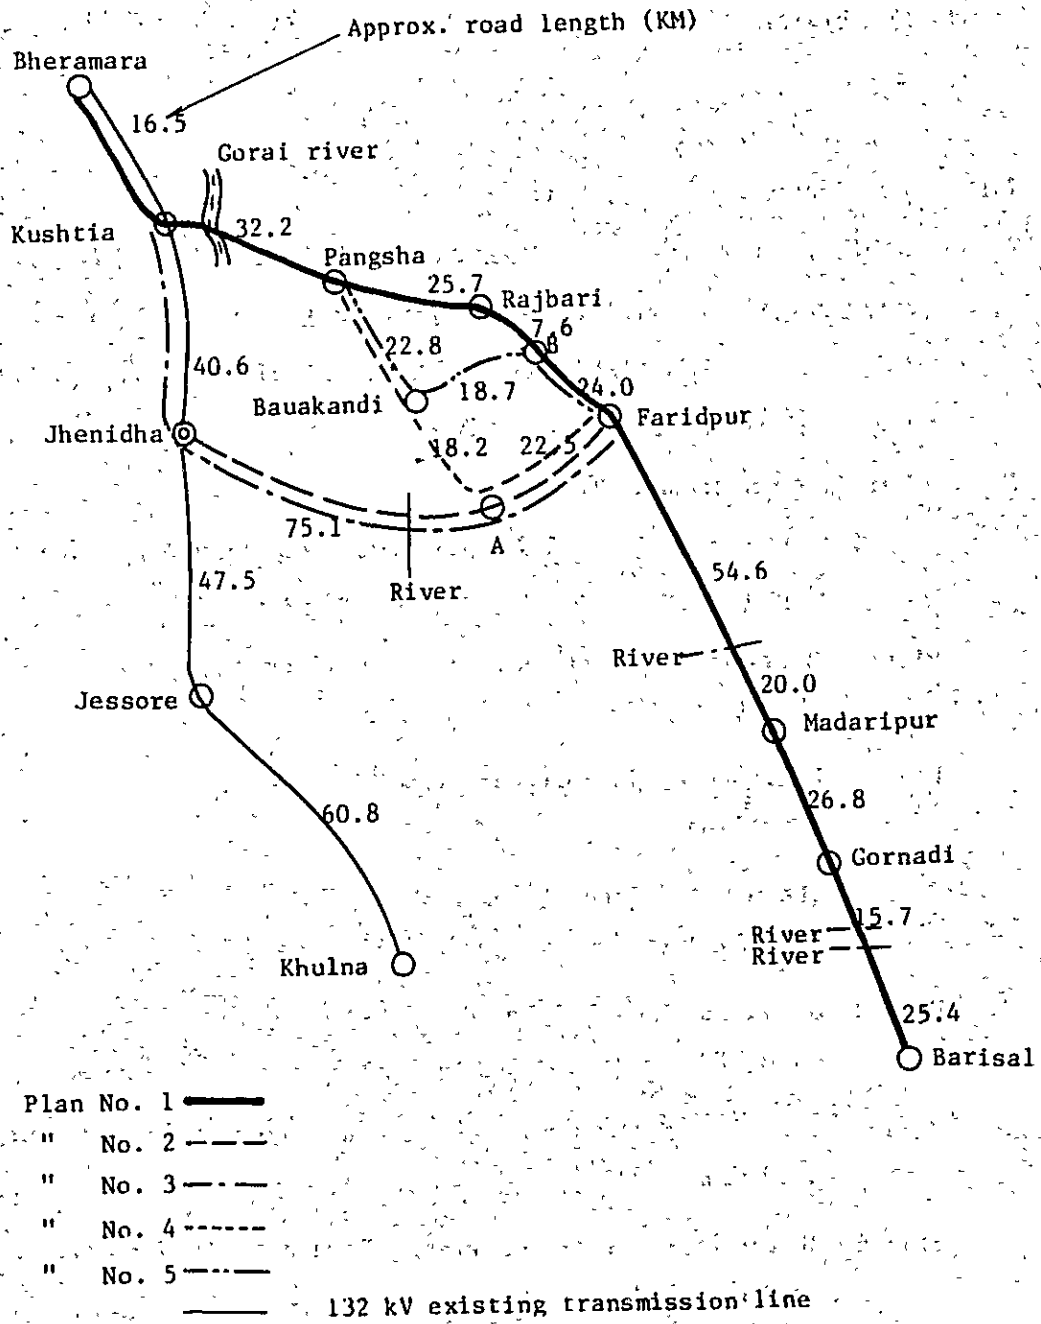 Approx. road length (KM)
Bheramara
16.5
Gorai river
Kushtia
32.2
Pangsha
25.7
Rajbari
7.6
B
22.8
40.6
18.7
24.0
Bauakandi
Faridpur
Jhenidha
18.2
22.5
75.1
A
54.6
47.5
River
River
20.0
Jessore
Madaripur
26.8
60.8
Gornadi
15.7
River
River
Khulna
25.4
Barisal
Plan No. 1
" No. 2
" No. 3
" No. 4
" No. 5
132 kV existing transmission line